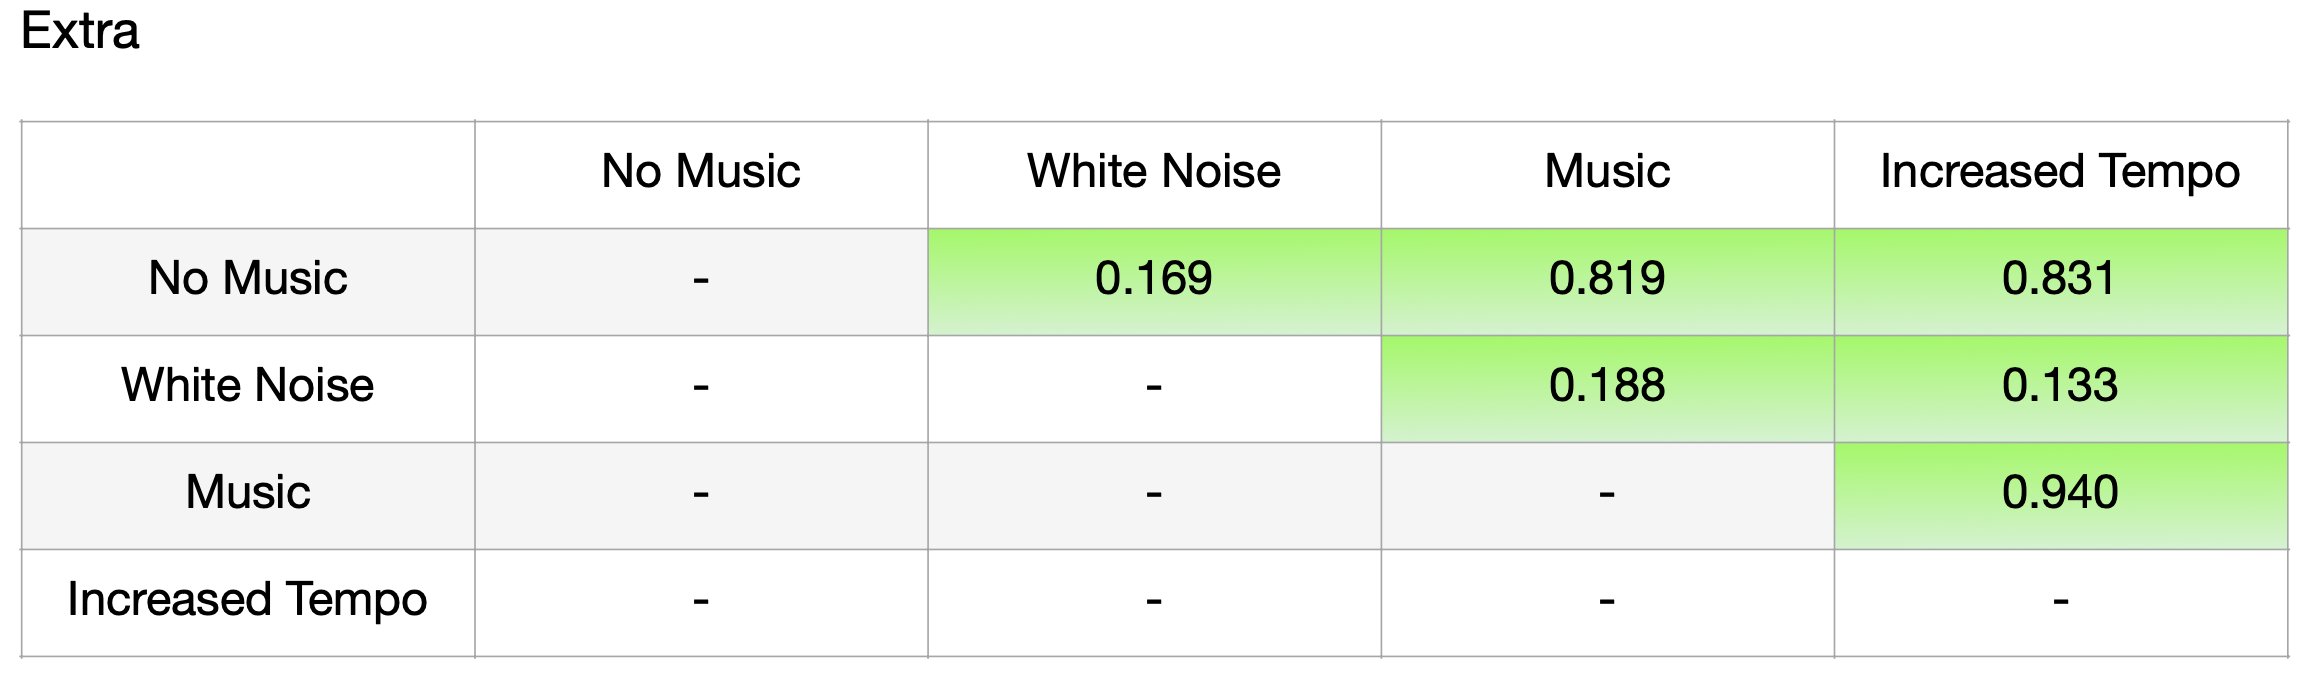 Extra
No Music White Noise Music Increased Tempo
No Music - 0.169 0.819 0.831
White Noise - - 0.188 0.133
Music - - - 0.940
Increased Tempo - - - -